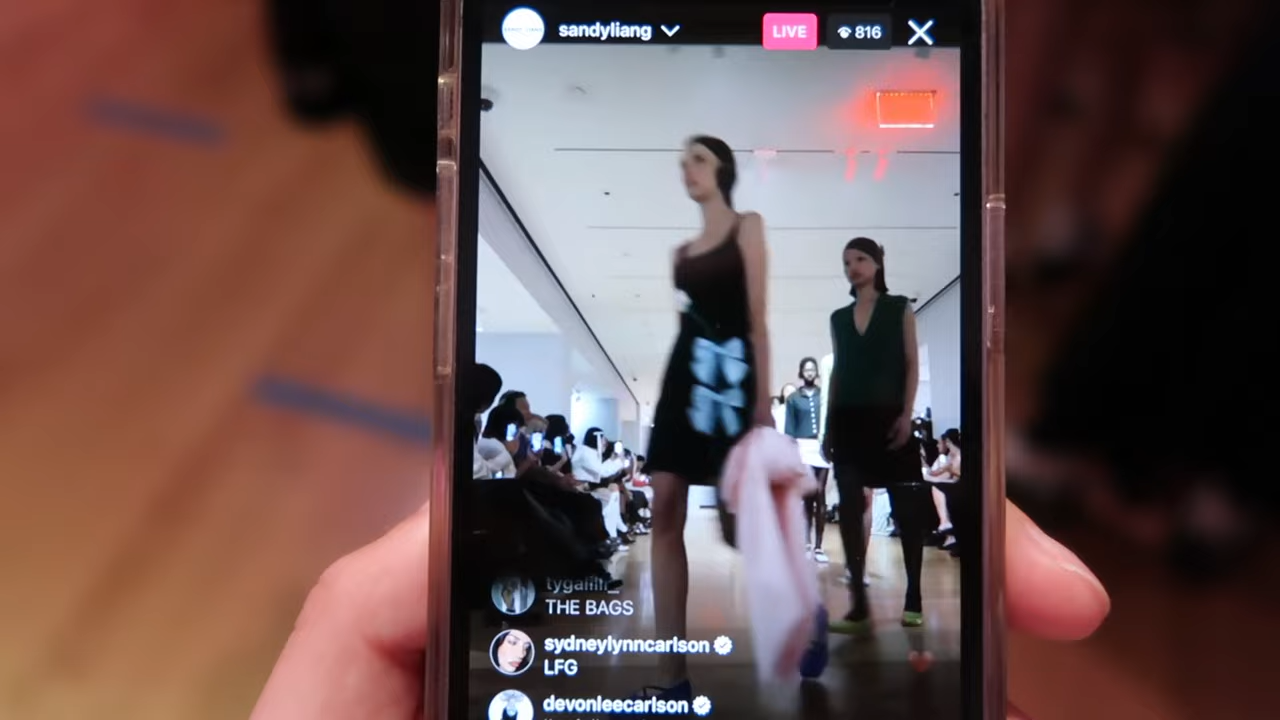 sandyliang
LIVE
816
THE BAGS
sydneylynncarlson
LFG
devonleecarlson